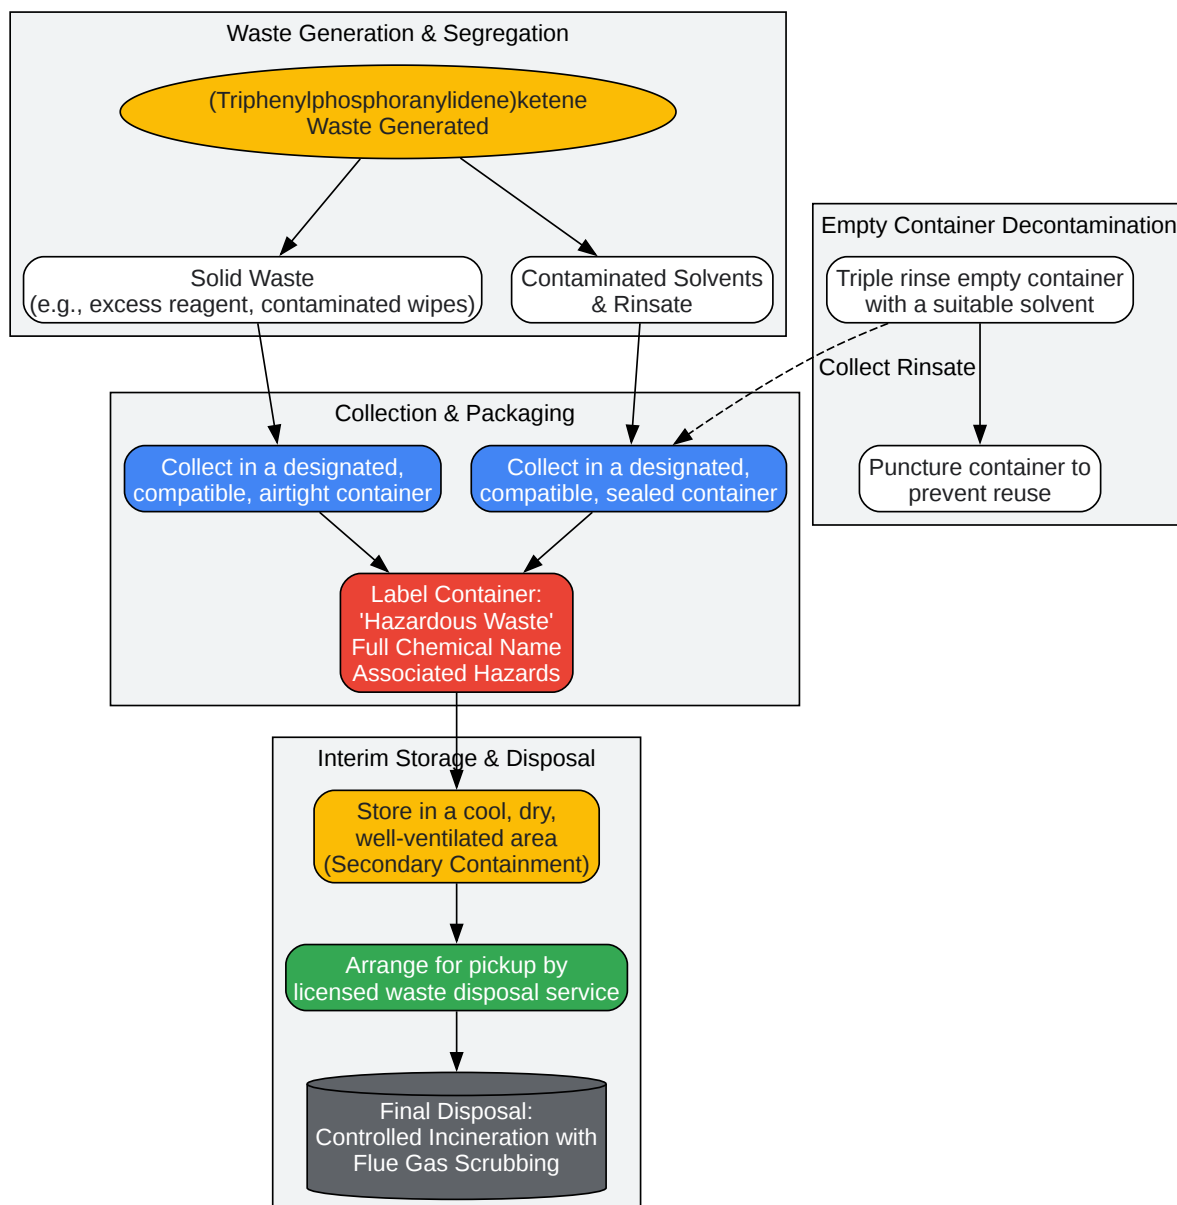 Waste Generation & Segregation
(Triphenylphosphoranylidene)ketene
Waste Generated
Solid Waste
(e.g., excess reagent, contaminated wipes)
Contaminated Solvents
& Rinsate
Empty Container Decontamination
Triple rinse empty container
with a suitable solvent
Collect Rinsate
Puncture container to
prevent reuse
Collection & Packaging
Collect in a designated,
compatible, airtight container
Collect in a designated,
compatible, sealed container
Label Container:
'Hazardous Waste'
Full Chemical Name
Associated Hazards
Interim Storage & Disposal
Store in a cool, dry,
well-ventilated area
(Secondary Containment)
Arrange for pickup by
licensed waste disposal service
Final Disposal:
Controlled Incineration with
Flue Gas Scrubbing